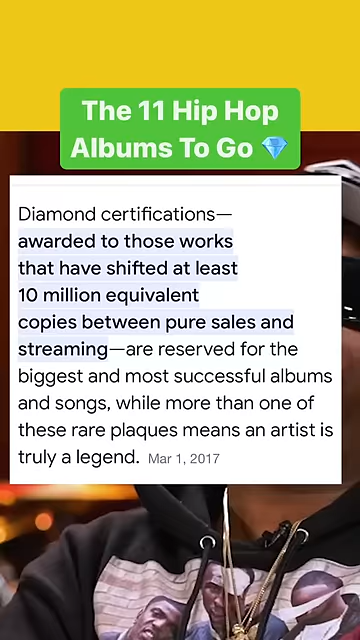 The 11 Hip Hop
Albums To Go 💎
Diamond certifications—
awarded to those works
that have shifted at least
10 million equivalent
copies between pure sales and
streaming—are reserved for the
biggest and most successful albums
and songs, while more than one of
these rare plaques means an artist is
truly a legend. Mar 1, 2017